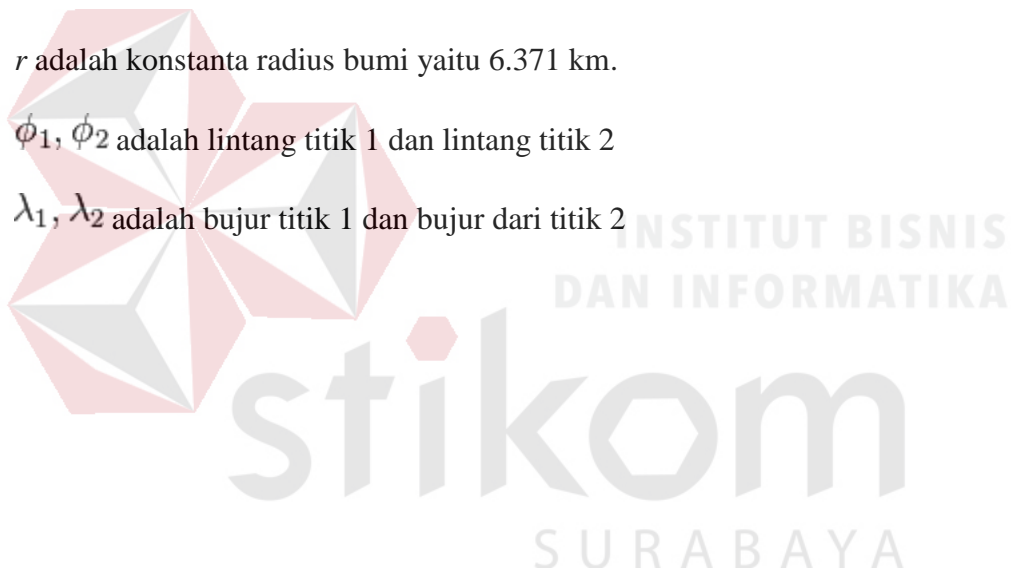 r adalah konstanta radius bumi yaitu 6.371 km.
ϕ₁, ϕ₂ adalah lintang titik 1 dan lintang titik 2
λ₁, λ₂ adalah bujur titik 1 dan bujur dari titik 2
INSTITUT BISNIS
DAN INFORMATIKA
stikom
SURABAYA